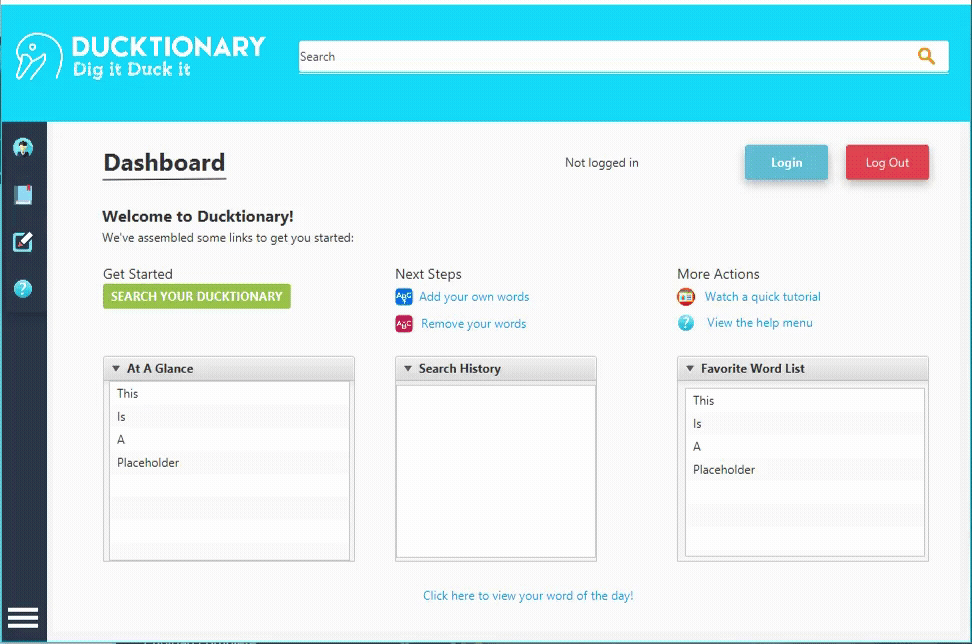 DUCKTIONARY
Dig it Duck it
Search
Dashboard
Not logged in
Login
Log Out
Welcome to Ducktionary!
We've assembled some links to get you started:
Get Started
SEARCH YOUR DUCKTIONARY
Next Steps
Add your own words
Remove your words
More Actions
Watch a quick tutorial
View the help menu
At A Glance
This
Is
A
Placeholder
Search History
Favorite Word List
This
Is
A
Placeholder
Click here to view your word of the day!